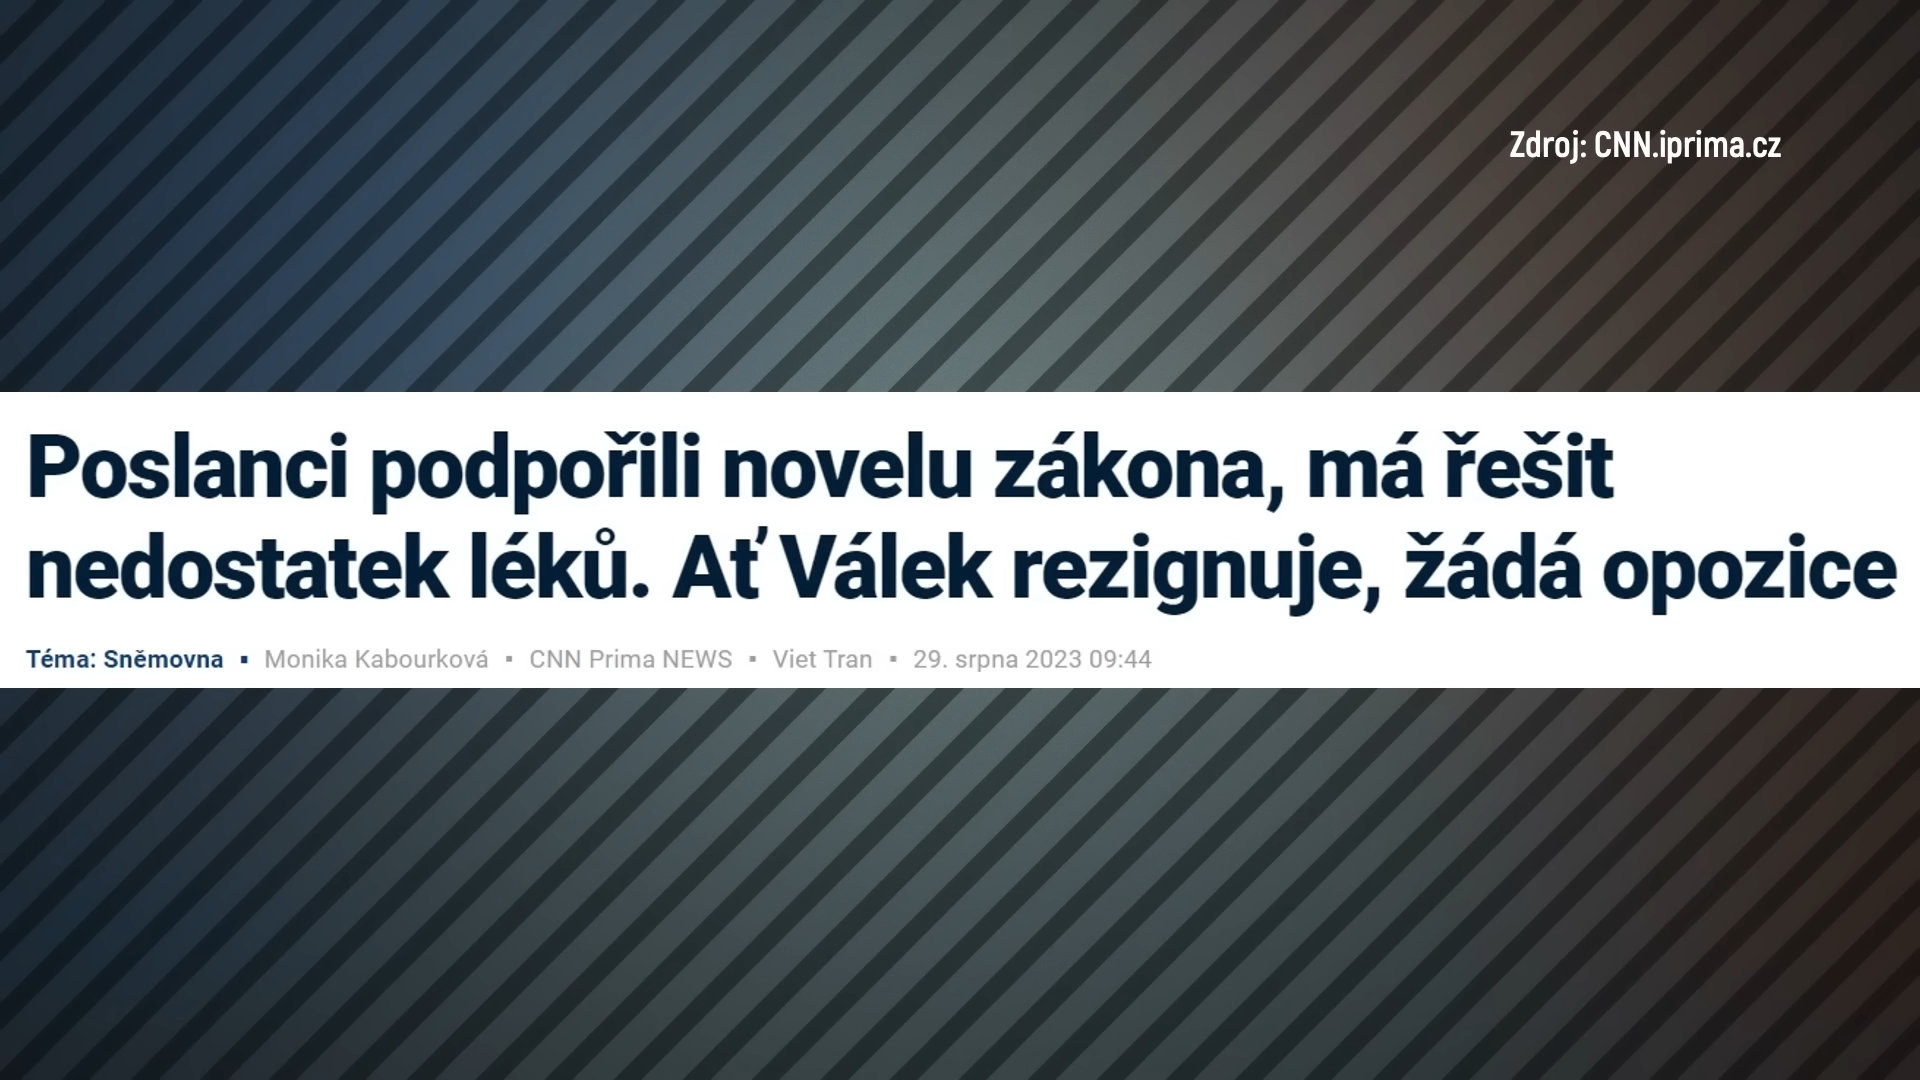 Zdroj: CNN.iprima.cz
Poslanci podpořili novelu zákona, má řešit
nedostatek léků. Ať Válek rezignuje, žádá opozice
Téma: Sněmovna ▪ Monika Kabourková ▪ CNN Prima NEWS ▪ Viet Tran ▪ 29. srpna 2023 09:44